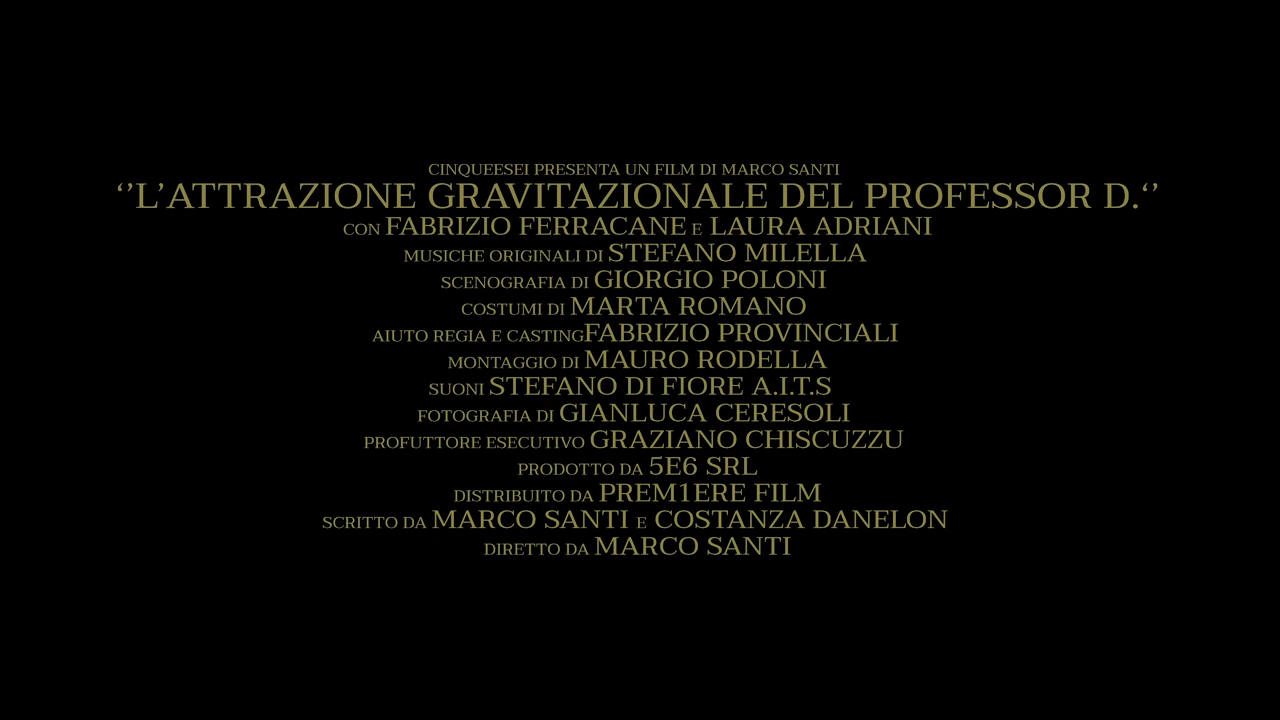 CINQUEESEI PRESENTA UN FILM DI MARCO SANTI
‘’L’ATTRAZIONE GRAVITAZIONALE DEL PROFESSOR D.‘’
CON FABRIZIO FERRACANE E LAURA ADRIANI
MUSICHE ORIGINALI DI STEFANO MILELLA
SCENOGRAFIA DI GIORGIO POLONI
COSTUMI DI MARTA ROMANO
AIUTO REGIA E CASTINGFABRIZIO PROVINCIALI
MONTAGGIO DI MAURO RODELLA
SUONI STEFANO DI FIORE A.I.T.S
FOTOGRAFIA DI GIANLUCA CERESOLI
PROFUTTORE ESECUTIVO GRAZIANO CHISCUZZU
PRODOTTO DA 5E6 SRL
DISTRIBUITO DA PREM1ERE FILM
SCRITTO DA MARCO SANTI E COSTANZA DANELON
DIRETTO DA MARCO SANTI